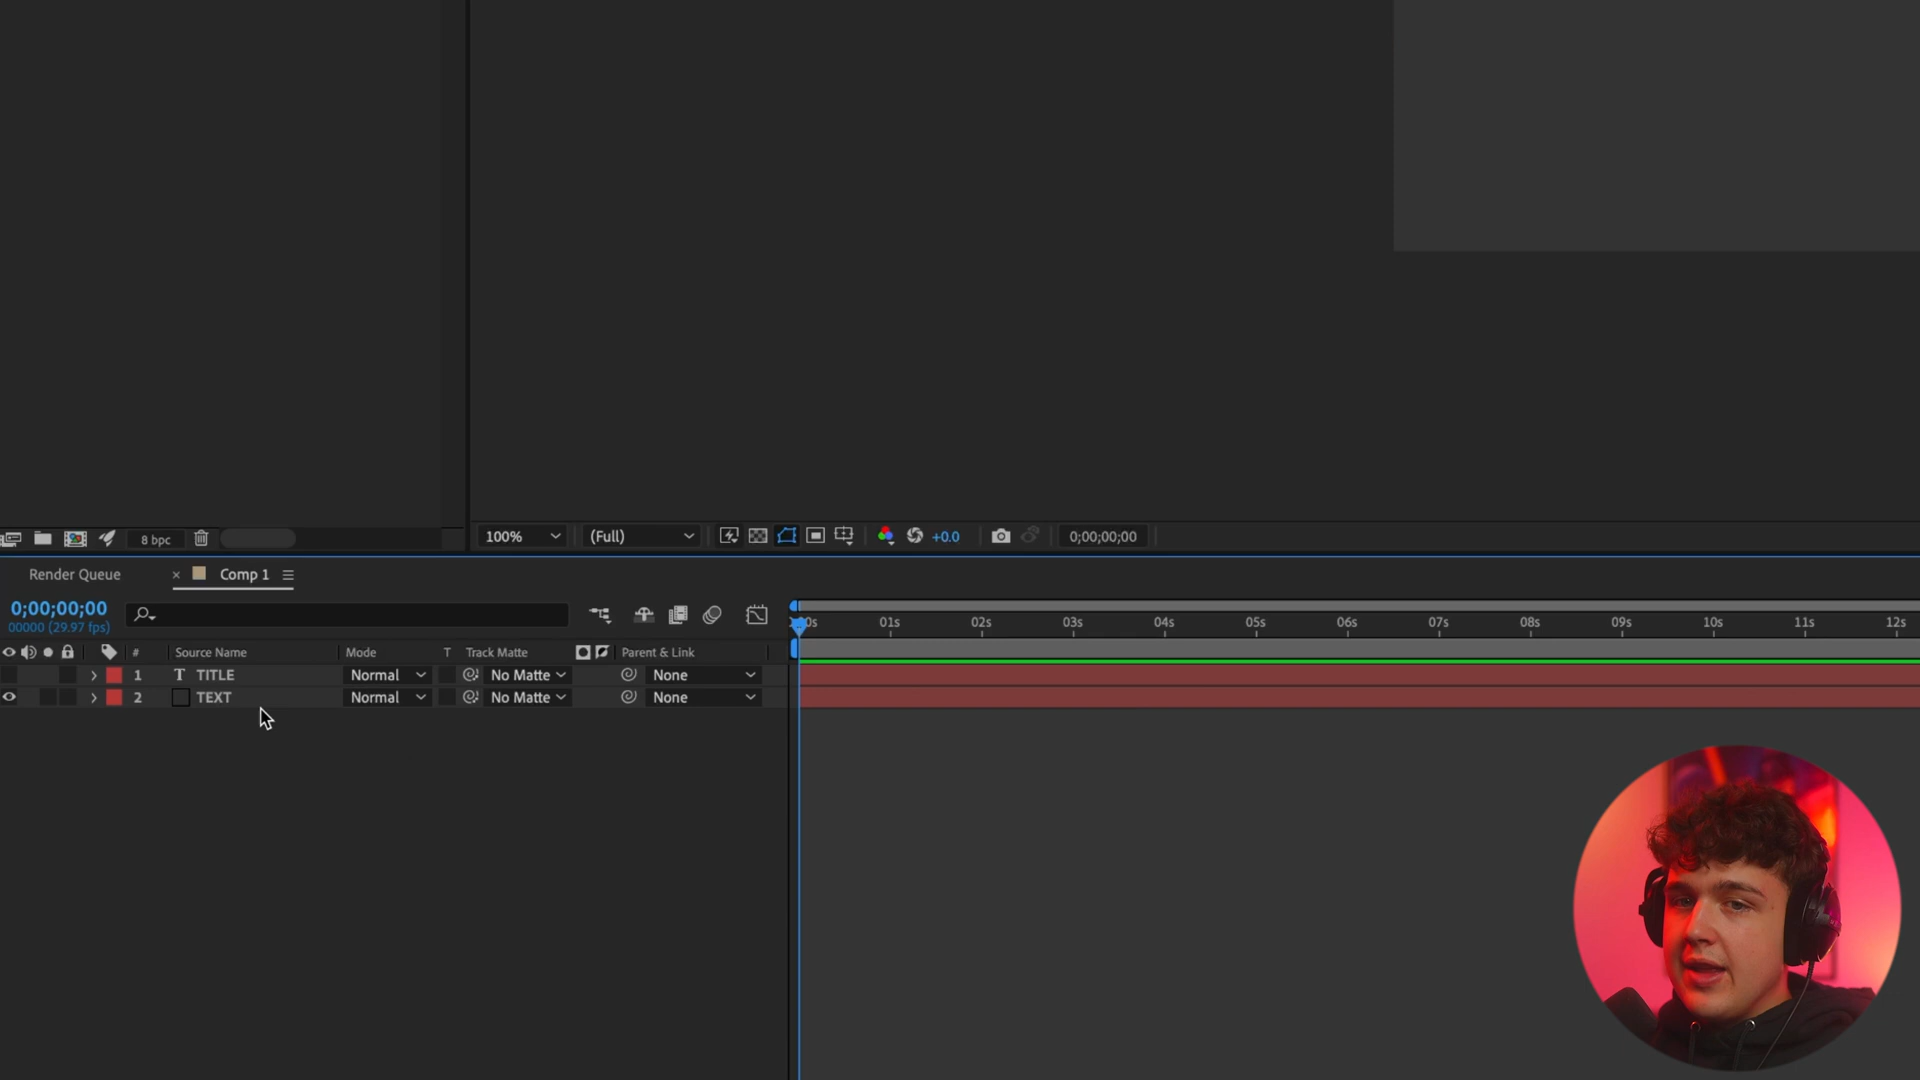 8 bpc
100% (Full) +0.0 0;00;00;00
Render Queue × Comp 1
0;00;00;00
00000 (29.97 fps)
01s 02s 03s 04s 05s 06s 07s 08s 09s 10s 11s 12s
# Source Name Mode T Track Matte Parent & Link
1 T TITLE Normal No Matte None
2 TEXT Normal No Matte None